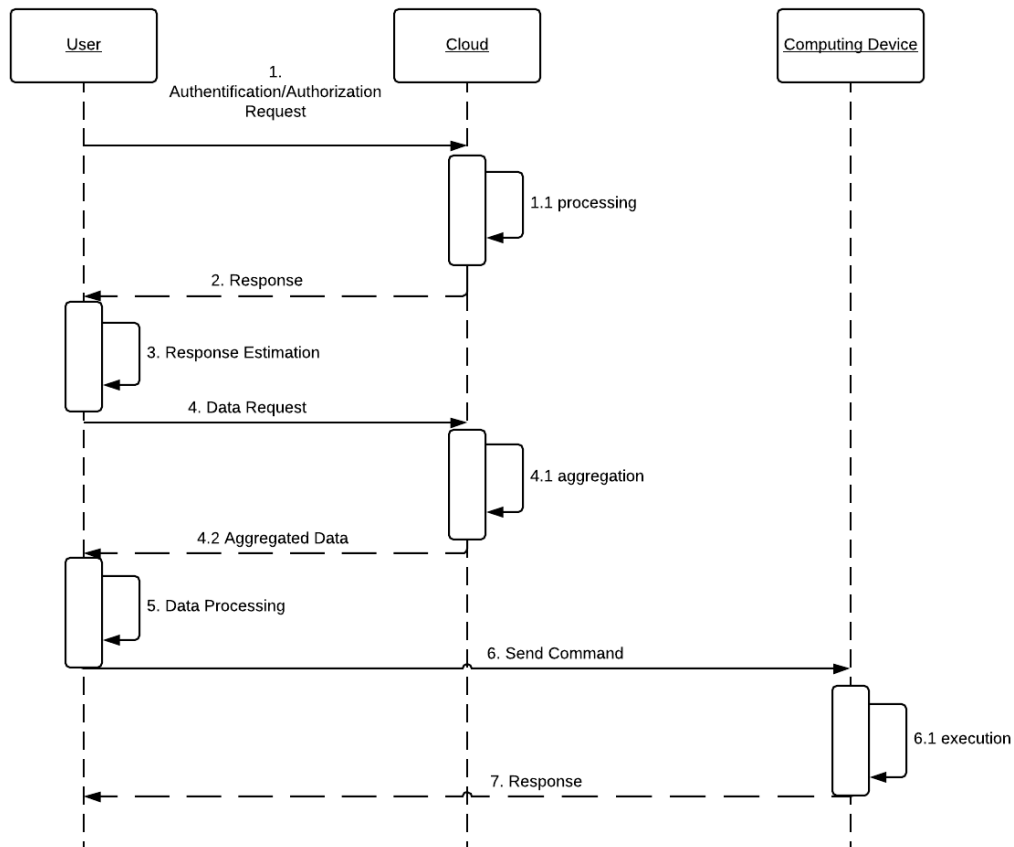 User
Cloud
Computing Device
1.
Authentification/Authorization
Request
1.1 processing
2. Response
3. Response Estimation
4. Data Request
4.1 aggregation
4.2 Aggregated Data
5. Data Processing
6. Send Command
6.1 execution
7. Response